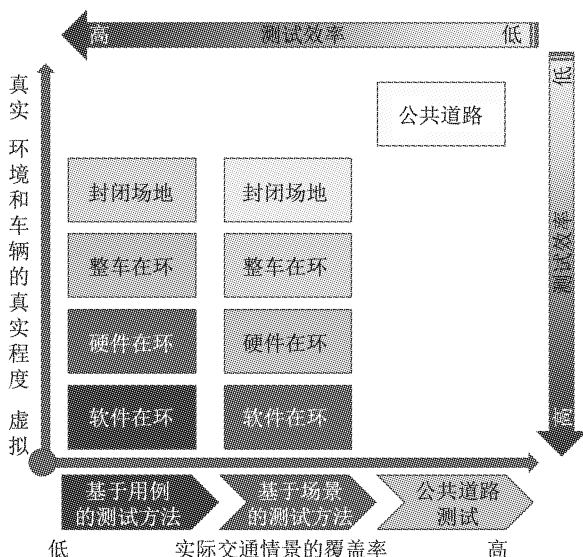 高 测试效率 低
真实 环境和车辆的真实程度 虚拟
公共道路
封闭场地 封闭场地
整车在环 整车在环
硬件在环 硬件在环
软件在环 软件在环
低 测试效率 高
基于用例
的测试方法
基于场景
的测试方法
公共道路
测试
低 实际交通情景的覆盖率 高